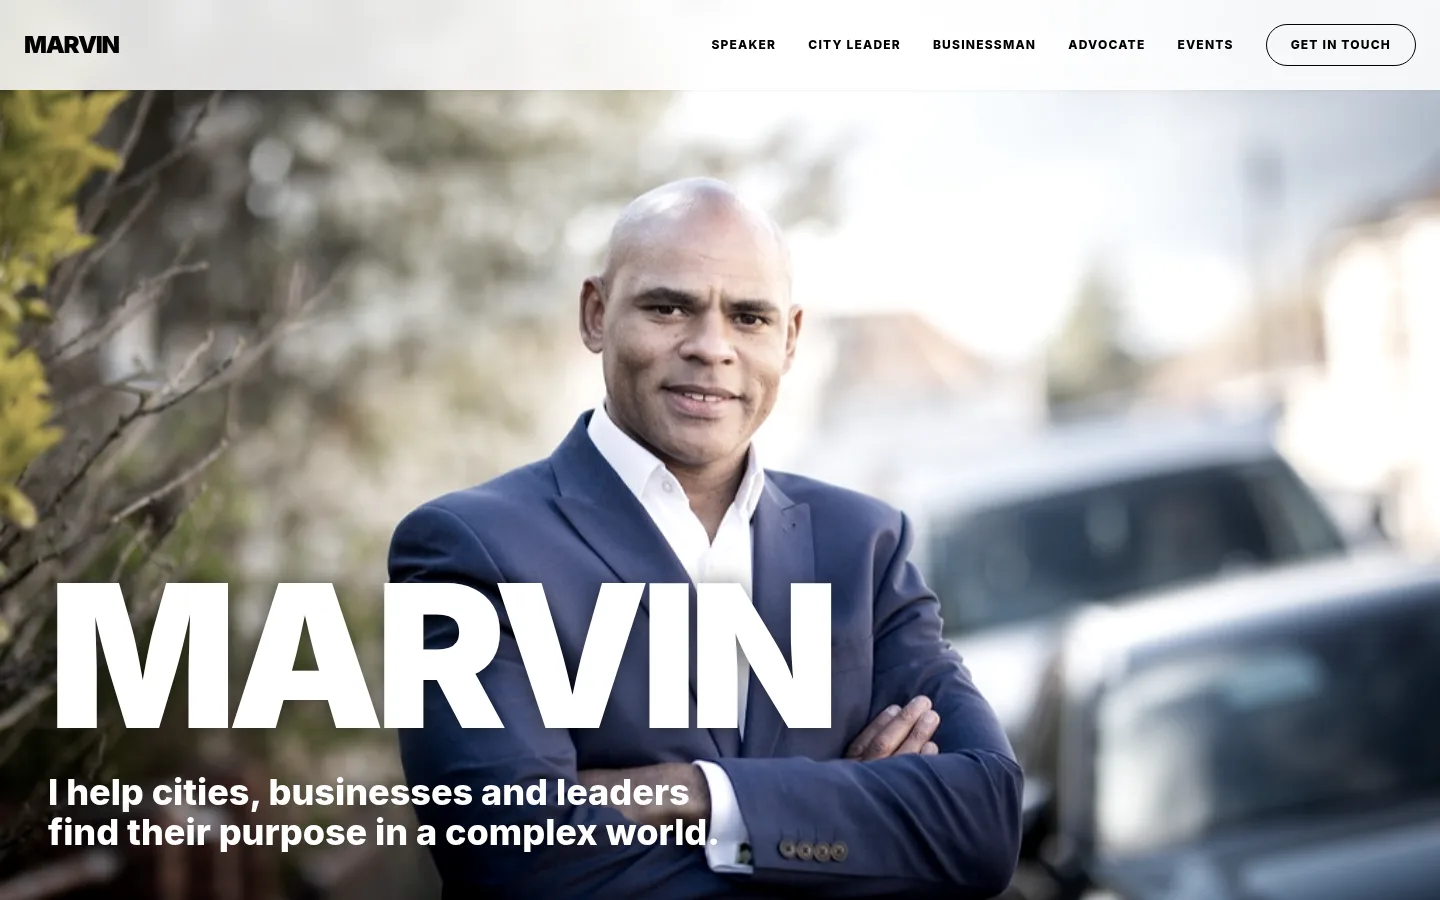 MARVIN
SPEAKER CITY LEADER BUSINESSMAN ADVOCATE EVENTS GET IN TOUCH
MARVIN
I help cities, businesses and leaders
find their purpose in a complex world.